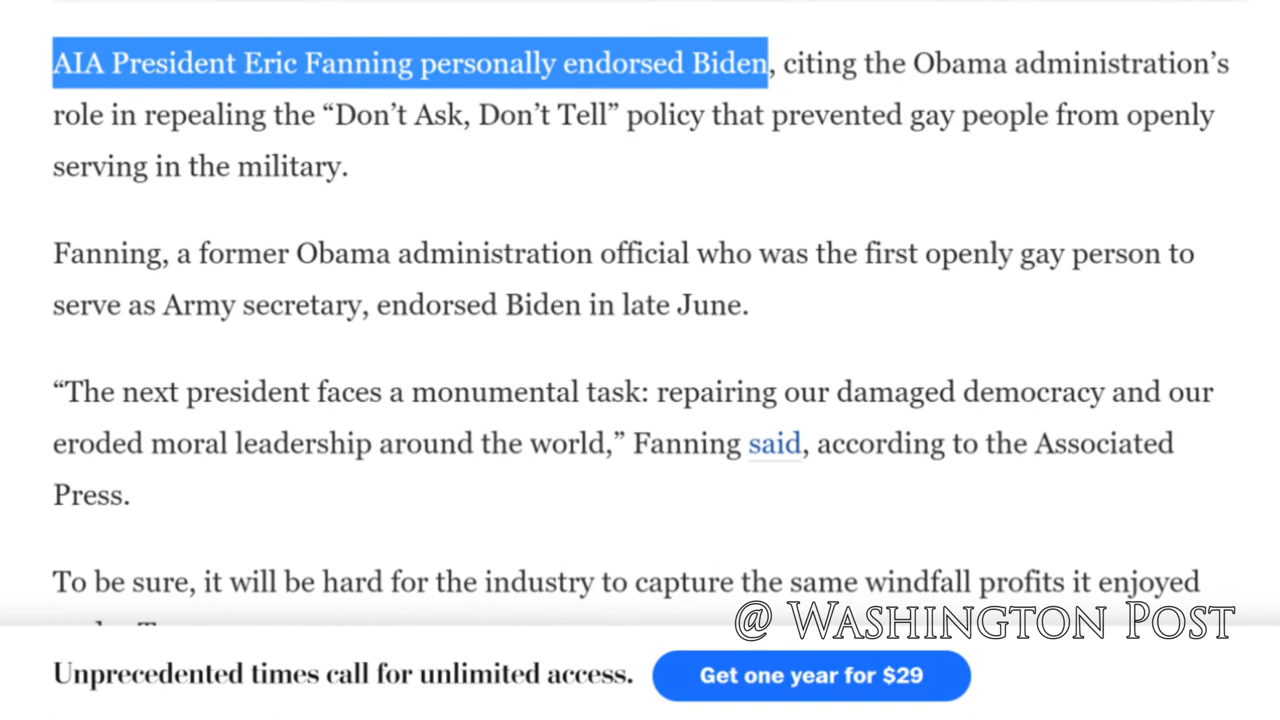 AIA President Eric Fanning personally endorsed Biden, citing the Obama administration’s
role in repealing the “Don’t Ask, Don’t Tell” policy that prevented gay people from openly
serving in the military.
Fanning, a former Obama administration official who was the first openly gay person to
serve as Army secretary, endorsed Biden in late June.
“The next president faces a monumental task: repairing our damaged democracy and our
eroded moral leadership around the world,” Fanning said, according to the Associated
Press.
To be sure, it will be hard for the industry to capture the same windfall profits it enjoyed
@ Washington Post
Unprecedented times call for unlimited access. Get one year for $29